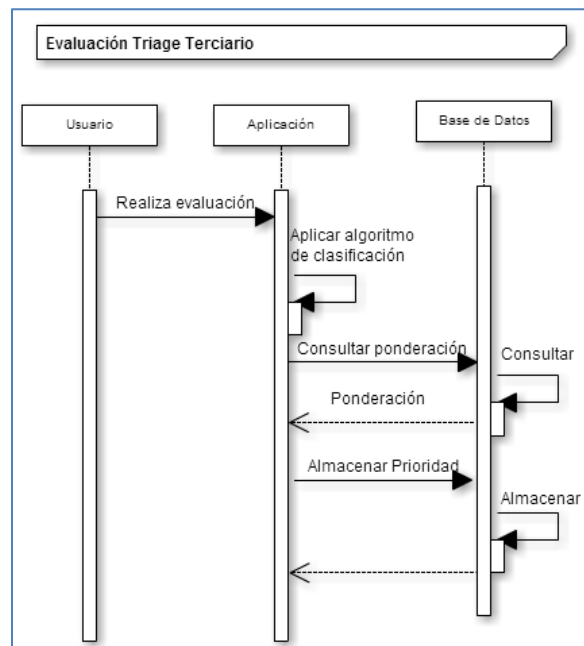 Evaluación Triage Terciario
Usuario
Aplicación
Base de Datos
Realiza evaluación
Aplicar algoritmo
de clasificación
Consultar ponderación
Consultar
Ponderación
Almacenar Prioridad
Almacenar